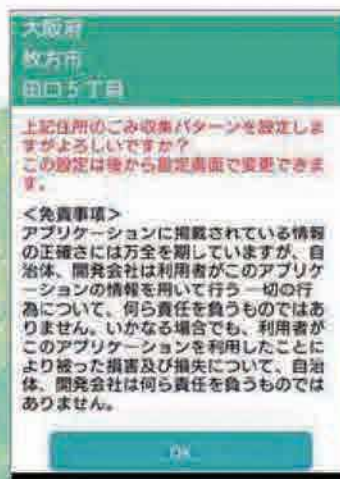 大阪府
枚方市
田口5丁目
上記住所のごみ収集パターンを設定しま
すがよろしいですか？
この設定は後から設定画面で変更できま
す。
＜免責事項＞
アプリケーションに掲載されている情報
の正確さには万全を期していますが、自
治体、開発会社は利用者がこのアプリケ
ーションの情報を用いて行う一切の行
為について、何ら責任を負うものではあ
りません。いかなる場合でも、利用者が
このアプリケーションを利用したことに
より被った損害及び損失について、自治
体、開発会社は何ら責任を負うものでは
ありません。
OK